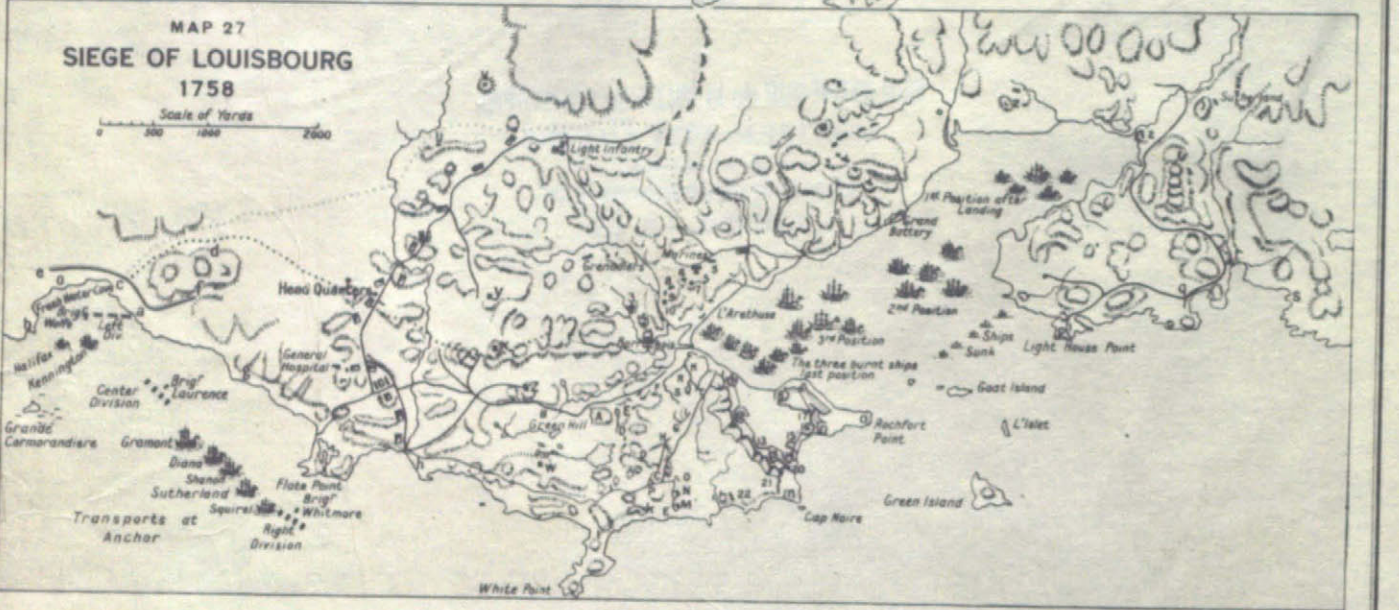 MAP 27
SIEGE OF LOUISBOURG
1758
Scale of Yards
0 500 1000 2000
Light Infantry
1st Position after
Landing
Grand
Battery
Grenadiers
Marines
Head Quarters
Fresh Water Cove
Brigr
Wolfe
Left
Div.
Halifax
Kennington
L'Arethuse
2nd Position
3rd Position
Ships
Sunk
Light House Point
General
Hospital
The three burnt ships
last position
Center
Division
Brigr
Laurence
Goat Island
Grande
Cormorandiere
Green Hill
Rochfort
Point
L'Islet
Gramont
Diana
Shanon
Sutherland
Squirel
Flate Point
Brigr
Whitmore
Right
Division
Transports at
Anchor
Green Island
Cap Noire
21
22
White Point